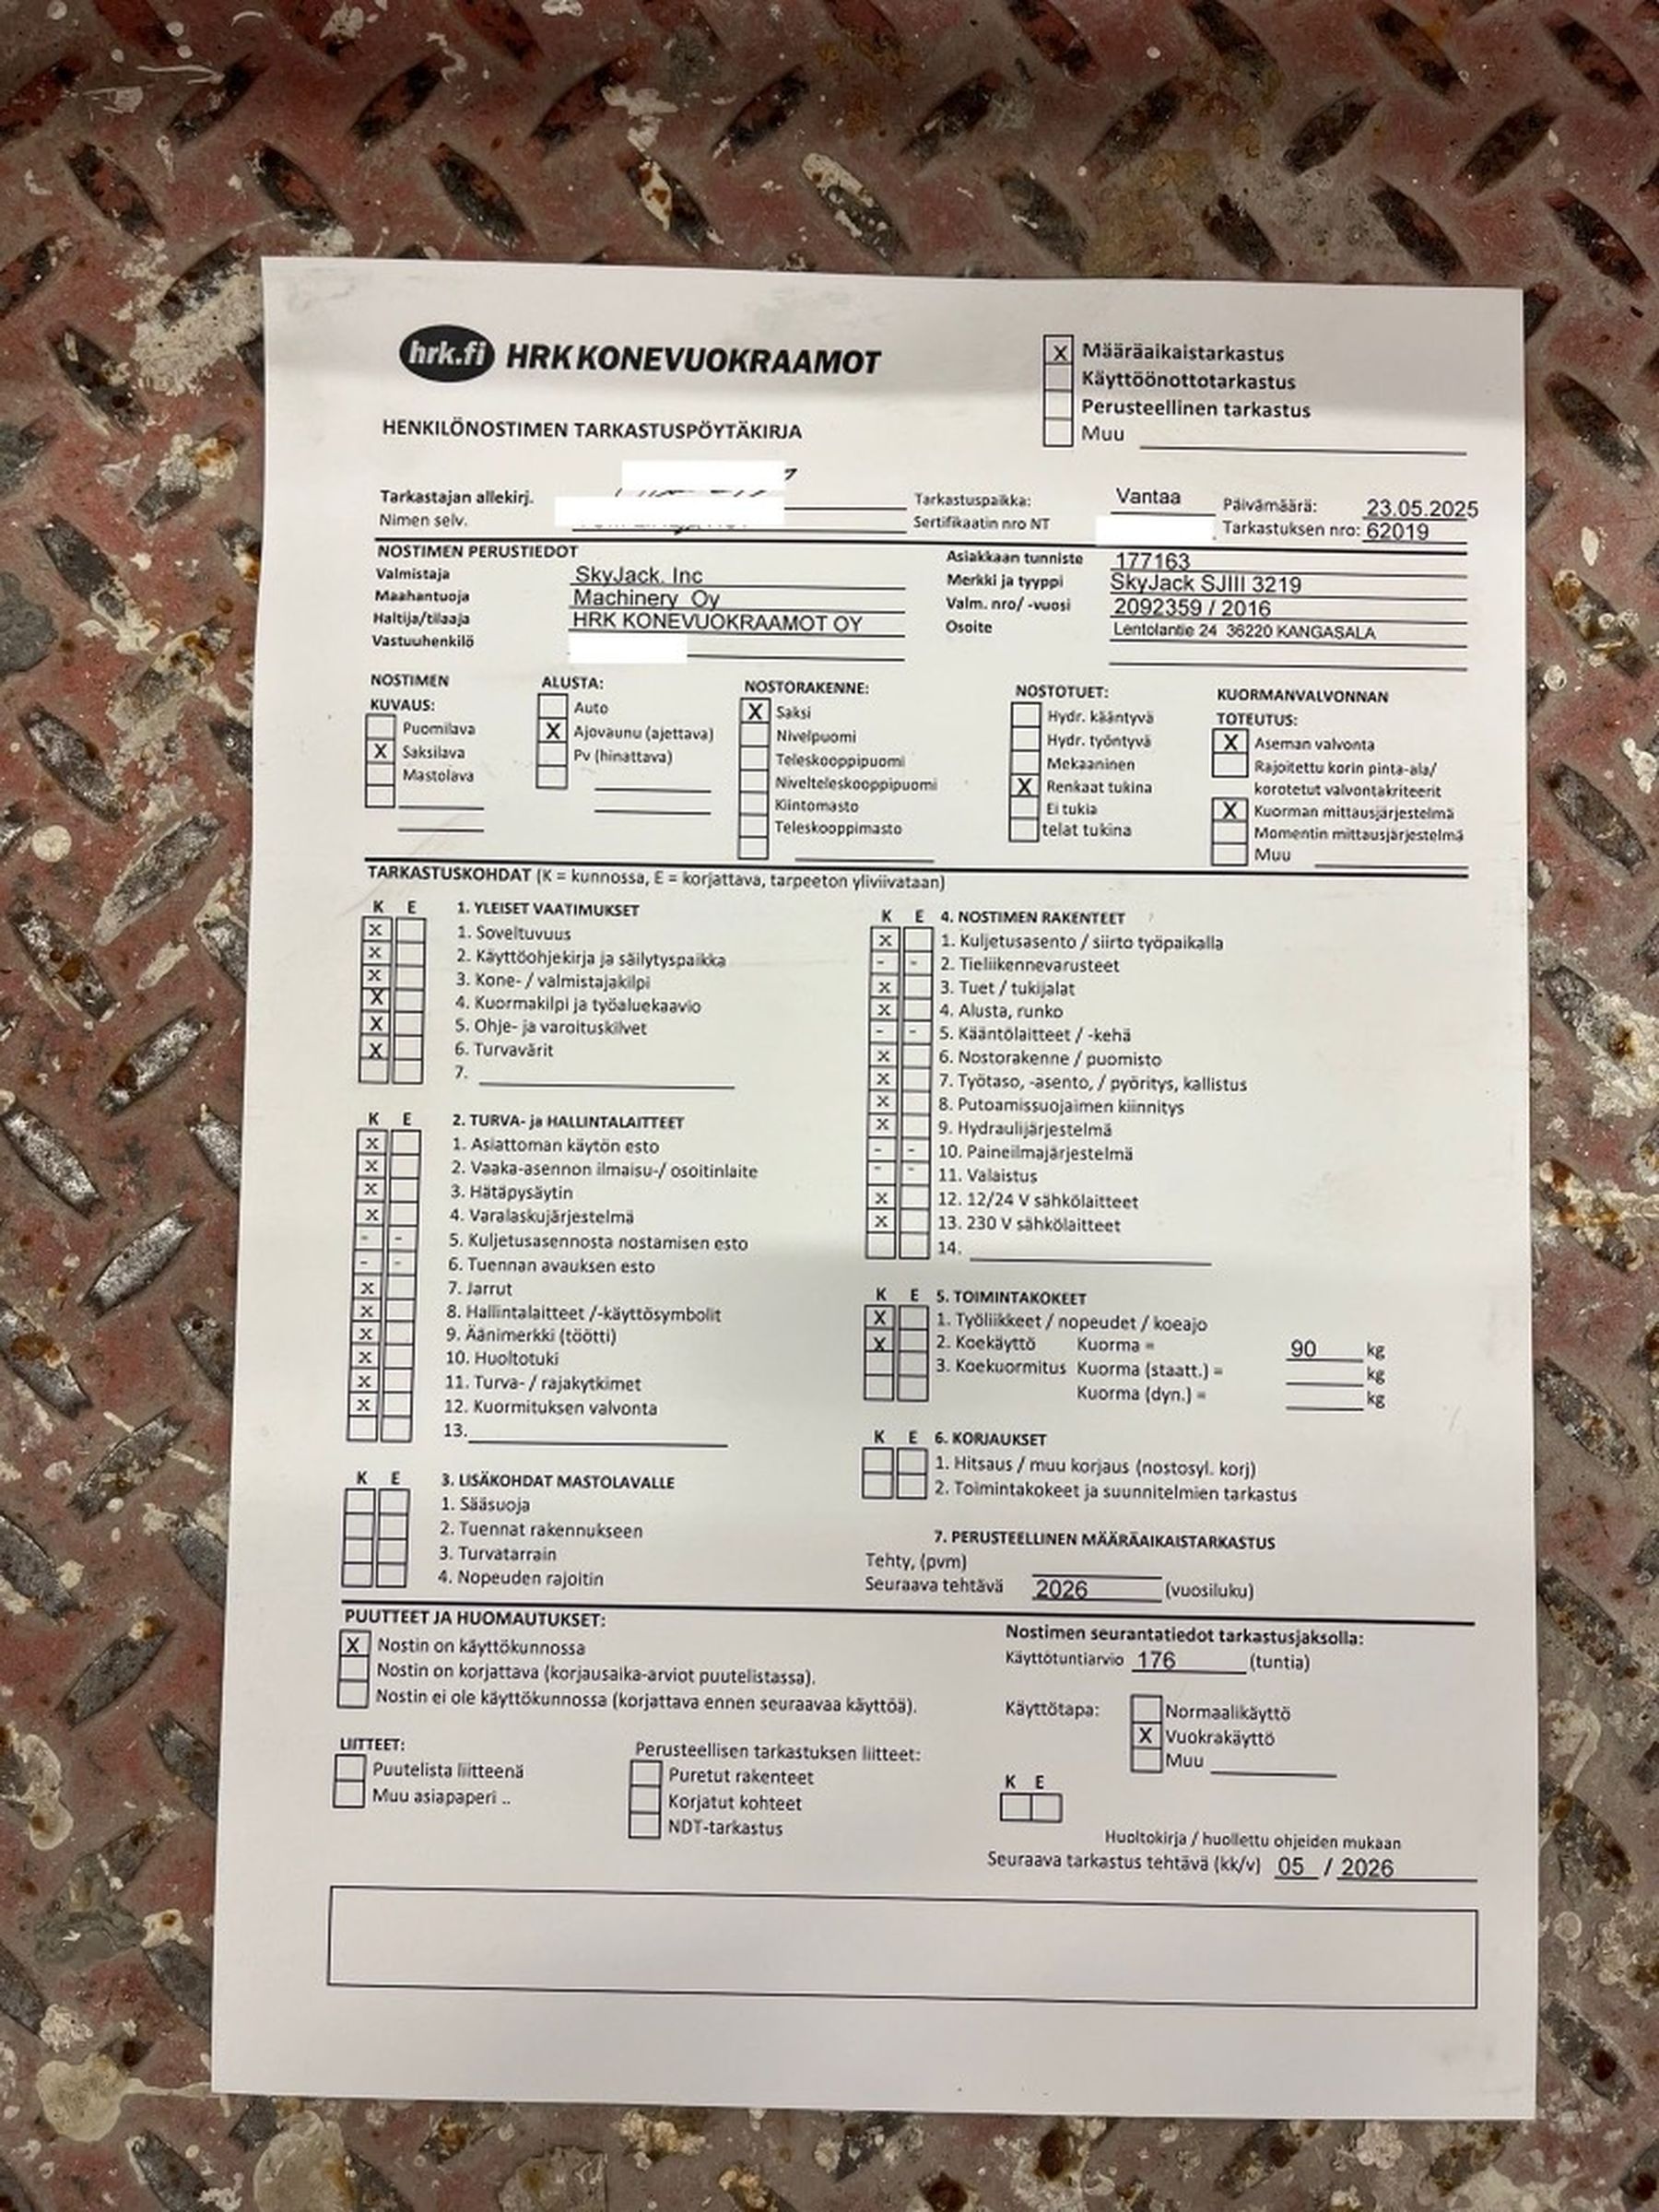 hrk.fi HRK KONEVUOKRAAMOT
X Määräaikaistarkastus
Käyttöönottotarkastus
Perusteellinen tarkastus
Muu
HENKILÖNOSTIMEN TARKASTUSPÖYTÄKIRJA
Tarkastajan allekirj. Tarkastuspaikka: Vantaa Päivämäärä: 23.05.2025
Nimen selv. Sertifikaatin nro NT Tarkastuksen nro: 62019
NOSTIMEN PERUSTIEDOT Asiakkaan tunniste 177163
Valmistaja SkyJack. Inc Merkki ja tyyppi SkyJack SJIII 3219
Maahantuoja Machinery Oy Valm. nro/ -vuosi 2092359 / 2016
Haltija/tilaaja HRK KONEVUOKRAAMOT OY Osoite Lentolantie 24 36220 KANGASALA
Vastuuhenkilö
NOSTIMEN KUVAUS:
Puomilava
X Saksilava
Mastolava
ALUSTA:
Auto
X Ajovaunu (ajettava)
Pv (hinattava)
NOSTORAKENNE:
X Saksi
Nivelpuomi
Teleskooppipuomi
Nivelteleskooppipuomi
Kiintomasto
Teleskooppimasto
NOSTOTUET:
Hydr. kääntyvä
Hydr. työntyvä
Mekaaninen
X Renkaat tukina
Ei tukia
telat tukina
KUORMANVALVONNAN
TOTEUTUS:
X Aseman valvonta
Rajoitettu korin pinta-ala/
korotetut valvontakriteerit
X Kuorman mittausjärjestelmä
Momentin mittausjärjestelmä
Muu
TARKASTUSKOHDAT (K = kunnossa, E = korjattava, tarpeeton yliviivataan)
K E 1. YLEISET VAATIMUKSET
x 1. Soveltuvuus
x 2. Käyttöohjekirja ja säilytyspaikka
x 3. Kone- / valmistajakilpi
X 4. Kuormakilpi ja työaluekaavio
X 5. Ohje- ja varoituskilvet
X 6. Turvavärit
7.
K E 2. TURVA- ja HALLINTALAITTEET
x 1. Asiattoman käytön esto
x 2. Vaaka-asennon ilmaisu-/ osoitinlaite
x 3. Hätäpysäytin
x 4. Varalaskujärjestelmä
- - 5. Kuljetusasennosta nostamisen esto
- - 6. Tuennan avauksen esto
x 7. Jarrut
x 8. Hallintalaitteet /-käyttösymbolit
x 9. Äänimerkki (töötti)
x 10. Huoltotuki
x 11. Turva- / rajakytkimet
x 12. Kuormituksen valvonta
13.
K E 3. LISÄKOHDAT MASTOLAVALLE
1. Sääsuoja
2. Tuennat rakennukseen
3. Turvatarrain
4. Nopeuden rajoitin
K E 4. NOSTIMEN RAKENTEET
x 1. Kuljetusasento / siirto työpaikalla
- - 2. Tieliikennevarusteet
x 3. Tuet / tukijalat
x 4. Alusta, runko
- - 5. Kääntölaitteet / -kehä
x 6. Nostorakenne / puomisto
x 7. Työtaso, -asento, / pyöritys, kallistus
x 8. Putoamissuojaimen kiinnitys
x 9. Hydraulijärjestelmä
- - 10. Paineilmajärjestelmä
- - 11. Valaistus
x 12. 12/24 V sähkölaitteet
x 13. 230 V sähkölaitteet
14.
K E 5. TOIMINTAKOKEET
X 1. Työliikkeet / nopeudet / koeajo
X 2. Koekäyttö Kuorma = 90 kg
3. Koekuormitus Kuorma (staatt.) = kg
Kuorma (dyn.) = kg
K E 6. KORJAUKSET
1. Hitsaus / muu korjaus (nostosyl. korj)
2. Toimintakokeet ja suunnitelmien tarkastus
7. PERUSTEELLINEN MÄÄRÄAIKAISTARKASTUS
Tehty, (pvm)
Seuraava tehtävä 2026 (vuosiluku)
PUUTTEET JA HUOMAUTUKSET:
X Nostin on käyttökunnossa
Nostin on korjattava (korjausaika-arviot puutelistassa).
Nostin ei ole käyttökunnossa (korjattava ennen seuraavaa käyttöä).
Nostimen seurantatiedot tarkastusjaksolla:
Käyttötuntiarvio 176 (tuntia)
Käyttötapa: Normaalikäyttö
X Vuokrakäyttö
Muu
LIITTEET:
Puutelista liitteenä
Muu asiapaperi ..
Perusteellisen tarkastuksen liitteet:
Puretut rakenteet
Korjatut kohteet
NDT-tarkastus
K E
Huoltokirja / huollettu ohjeiden mukaan
Seuraava tarkastus tehtävä (kk/v) 05 / 2026